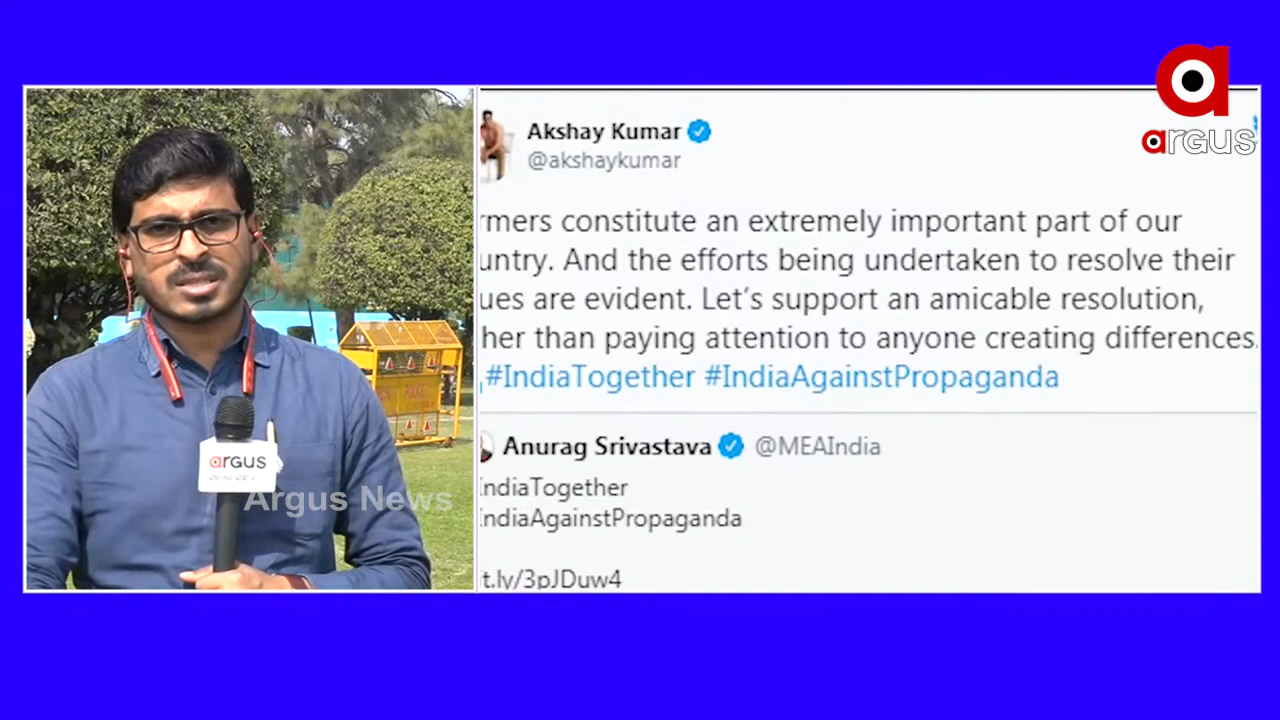 argus
Akshay Kumar
@akshaykumar
rmers constitute an extremely important part of our
untry. And the efforts being undertaken to resolve their
ues are evident. Let's support an amicable resolution,
her than paying attention to anyone creating differences.
#IndiaTogether #IndiaAgainstPropaganda
Anurag Srivastava @MEAIndia
IndiaTogether
IndiaAgainstPropaganda
t.ly/3pJDuw4
argus
Argus News
POLICE